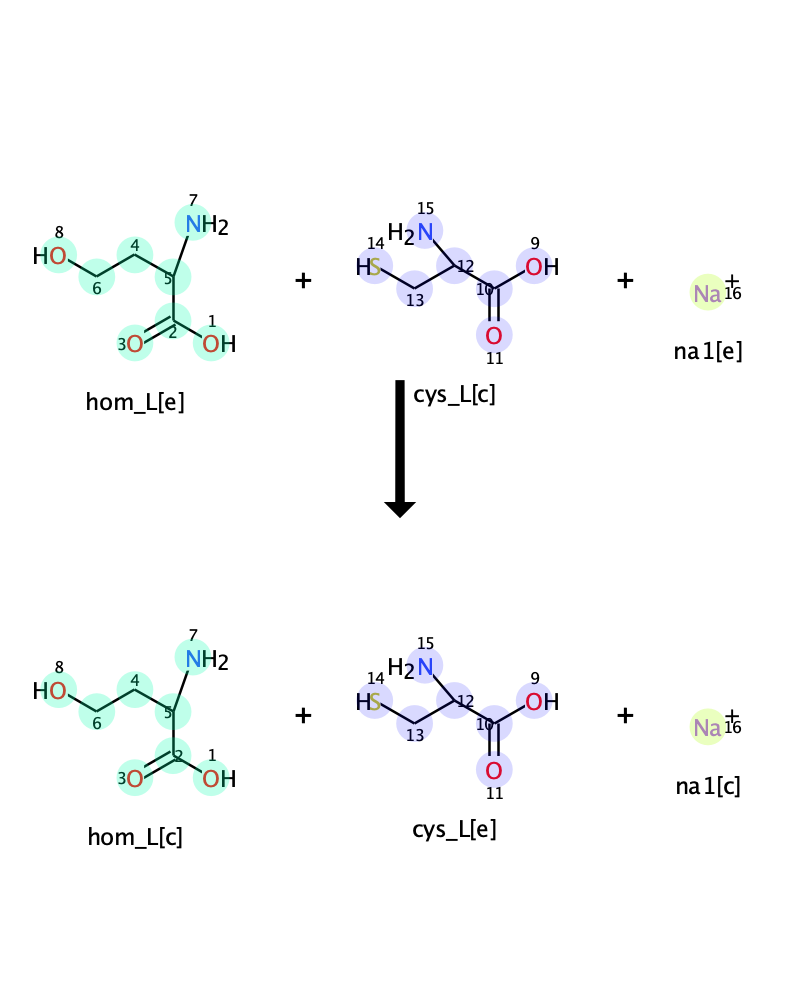 7
NH2
8
HO
4
6
5
2
3O
1
OH
hom_L[e]
+
15
H2N
14
HS
12
13
10
9
OH
O
11
cys_L[c]
+
Na+
16
na1[e]
7
NH2
8
HO
4
6
5
2
3O
1
OH
hom_L[c]
+
15
H2N
14
HS
12
13
10
9
OH
O
11
cys_L[e]
+
Na+
16
na1[c]